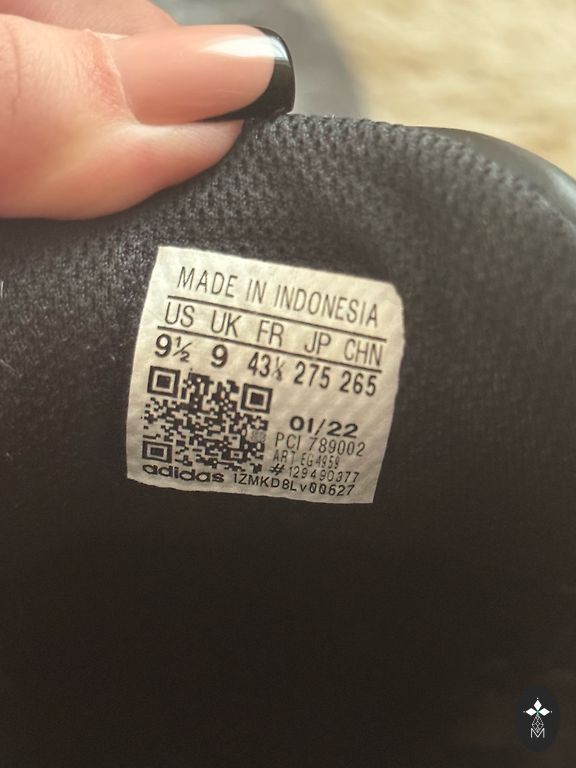 MADE IN INDONESIA
US UK FR JP CHN
9½ 9 43⅓ 275 265
01/22
PCI 789002
ART EG4959
# 129490377
adidas 1ZMKD8Lv00627
M